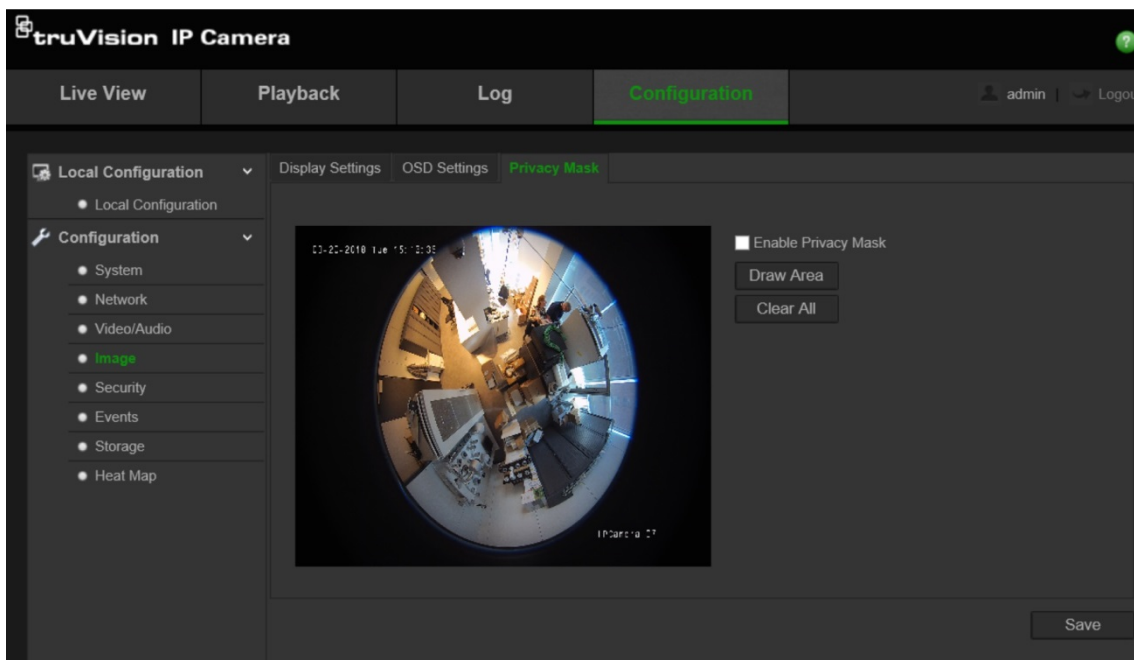 truVision IP Camera
?
Live View Playback Log Configuration admin | Logou
Local Configuration
Local Configuration
Configuration
System
Network
Video/Audio
Image
Security
Events
Storage
Heat Map
Display Settings OSD Settings Privacy Mask
Enable Privacy Mask
Draw Area
Clear All
Save